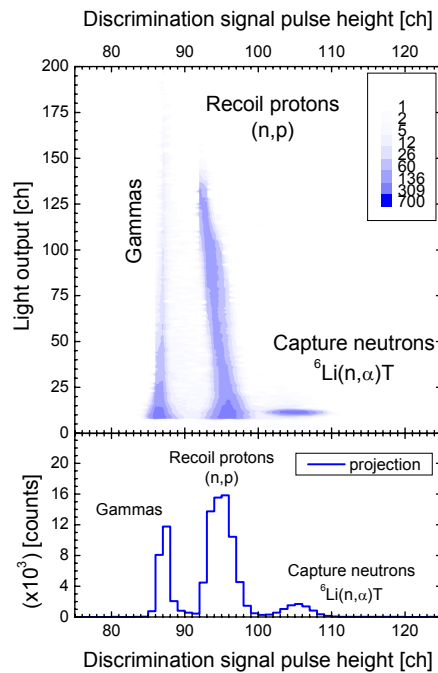 Discrimination signal pulse height [ch]
80 90 100 110 120
200
175
150
125
100
75
50
25
0
Light output [ch]
Recoil protons
(n,p)
Gammas
Capture neutrons
⁶Li(n,α)T
1
2
5
12
26
60
136
309
700
20
16
12
8
4
0
(x10³) [counts]
Recoil protons
(n,p)
projection
Gammas
Capture neutrons
⁶Li(n,α)T
80 90 100 110 120
Discrimination signal pulse height [ch]